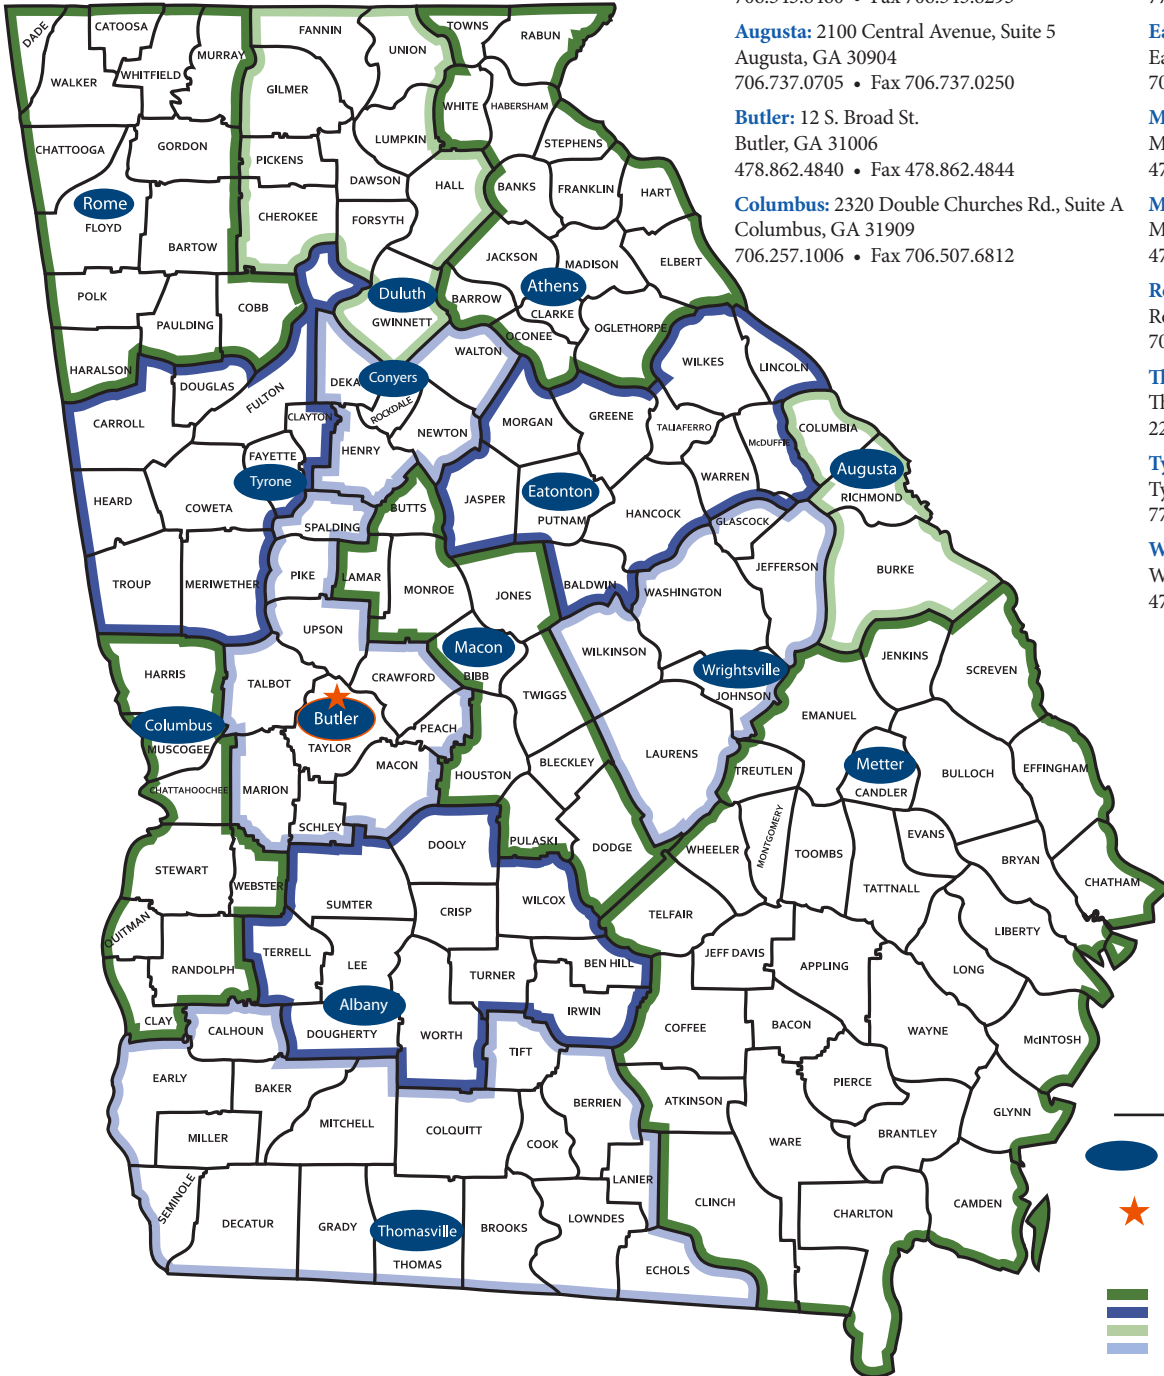 Augusta: 2100 Central Avenue, Suite 5
Augusta, GA 30904
706.737.0705 • Fax 706.737.0250
Butler: 12 S. Broad St.
Butler, GA 31006
478.862.4840 • Fax 478.862.4844
Columbus: 2320 Double Churches Rd., Suite A
Columbus, GA 31909
706.257.1006 • Fax 706.507.6812
DADE
CATOOSA
FANNIN
TOWNS
RABUN
UNION
MURRAY
WHITFIELD
WALKER
GILMER
WHITE
HABERSHAM
LUMPKIN
STEPHENS
CHATTOOGA
GORDON
PICKENS
DAWSON
HALL
BANKS
FRANKLIN
HART
Rome
FLOYD
CHEROKEE
FORSYTH
BARTOW
JACKSON
MADISON
ELBERT
POLK
COBB
Duluth
GWINNETT
BARROW
Athens
CLARKE
PAULDING
OCONEE
OGLETHORPE
HARALSON
WALTON
WILKES
LINCOLN
DOUGLAS
FULTON
DEKA
Conyers
ROCKDALE
CARROLL
CLAYTON
MORGAN
GREENE
TALIAFERRO
McDUFFIE
COLUMBIA
NEWTON
HENRY
FAYETTE
Tyrone
Augusta
RICHMOND
WARREN
HEARD
COWETA
BUTTS
JASPER
Eatonton
PUTNAM
HANCOCK
GLASCOCK
SPALDING
TROUP
MERIWETHER
PIKE
LAMAR
MONROE
JONES
BALDWIN
WASHINGTON
JEFFERSON
BURKE
UPSON
HARRIS
TALBOT
CRAWFORD
Macon
BIBB
WILKINSON
TWIGGS
Wrightsville
JOHNSON
JENKINS
SCREVEN
EMANUEL
Columbus
MUSCOGEE
Butler
TAYLOR
PEACH
MACON
LAURENS
BLECKLEY
HOUSTON
TREUTLEN
Metter
CANDLER
BULLOCH
EFFINGHAM
CHATTAHOOCHEE
MARION
SCHLEY
DOOLY
PULASKI
DODGE
WHEELER
MONTGOMERY
TOOMBS
EVANS
BRYAN
STEWART
WEBSTER
SUMTER
CRISP
WILCOX
TELFAIR
TATTNALL
CHATHAM
QUITMAN
RANDOLPH
TERRELL
LEE
TURNER
BEN HILL
JEFF DAVIS
APPLING
LONG
LIBERTY
CLAY
CALHOUN
Albany
DOUGHERTY
WORTH
IRWIN
COFFEE
BACON
WAYNE
McINTOSH
TIFT
EARLY
BAKER
MITCHELL
BERRIEN
ATKINSON
PIERCE
GLYNN
MILLER
COLQUITT
COOK
WARE
BRANTLEY
SEMINOLE
DECATUR
GRADY
Thomasville
THOMAS
BROOKS
LOWNDES
LANIER
CLINCH
CHARLTON
CAMDEN
ECHOLS